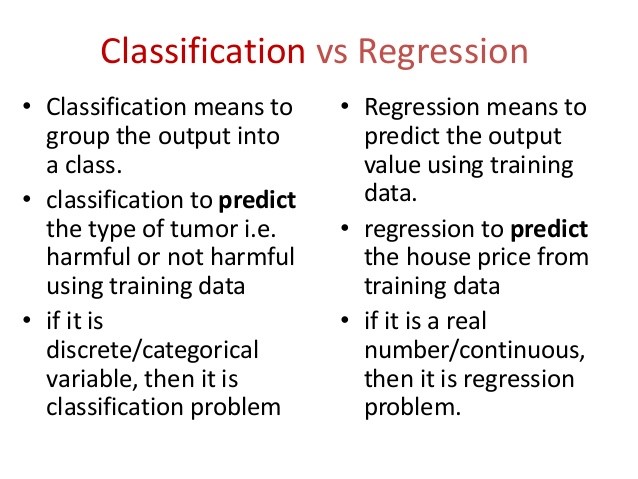 Classification vs Regression
• Classification means to
group the output into
a class.
• classification to predict
the type of tumor i.e.
harmful or not harmful
using training data
• if it is
discrete/categorical
variable, then it is
classification problem
• Regression means to
predict the output
value using training
data.
• regression to predict
the house price from
training data
• if it is a real
number/continuous,
then it is regression
problem.